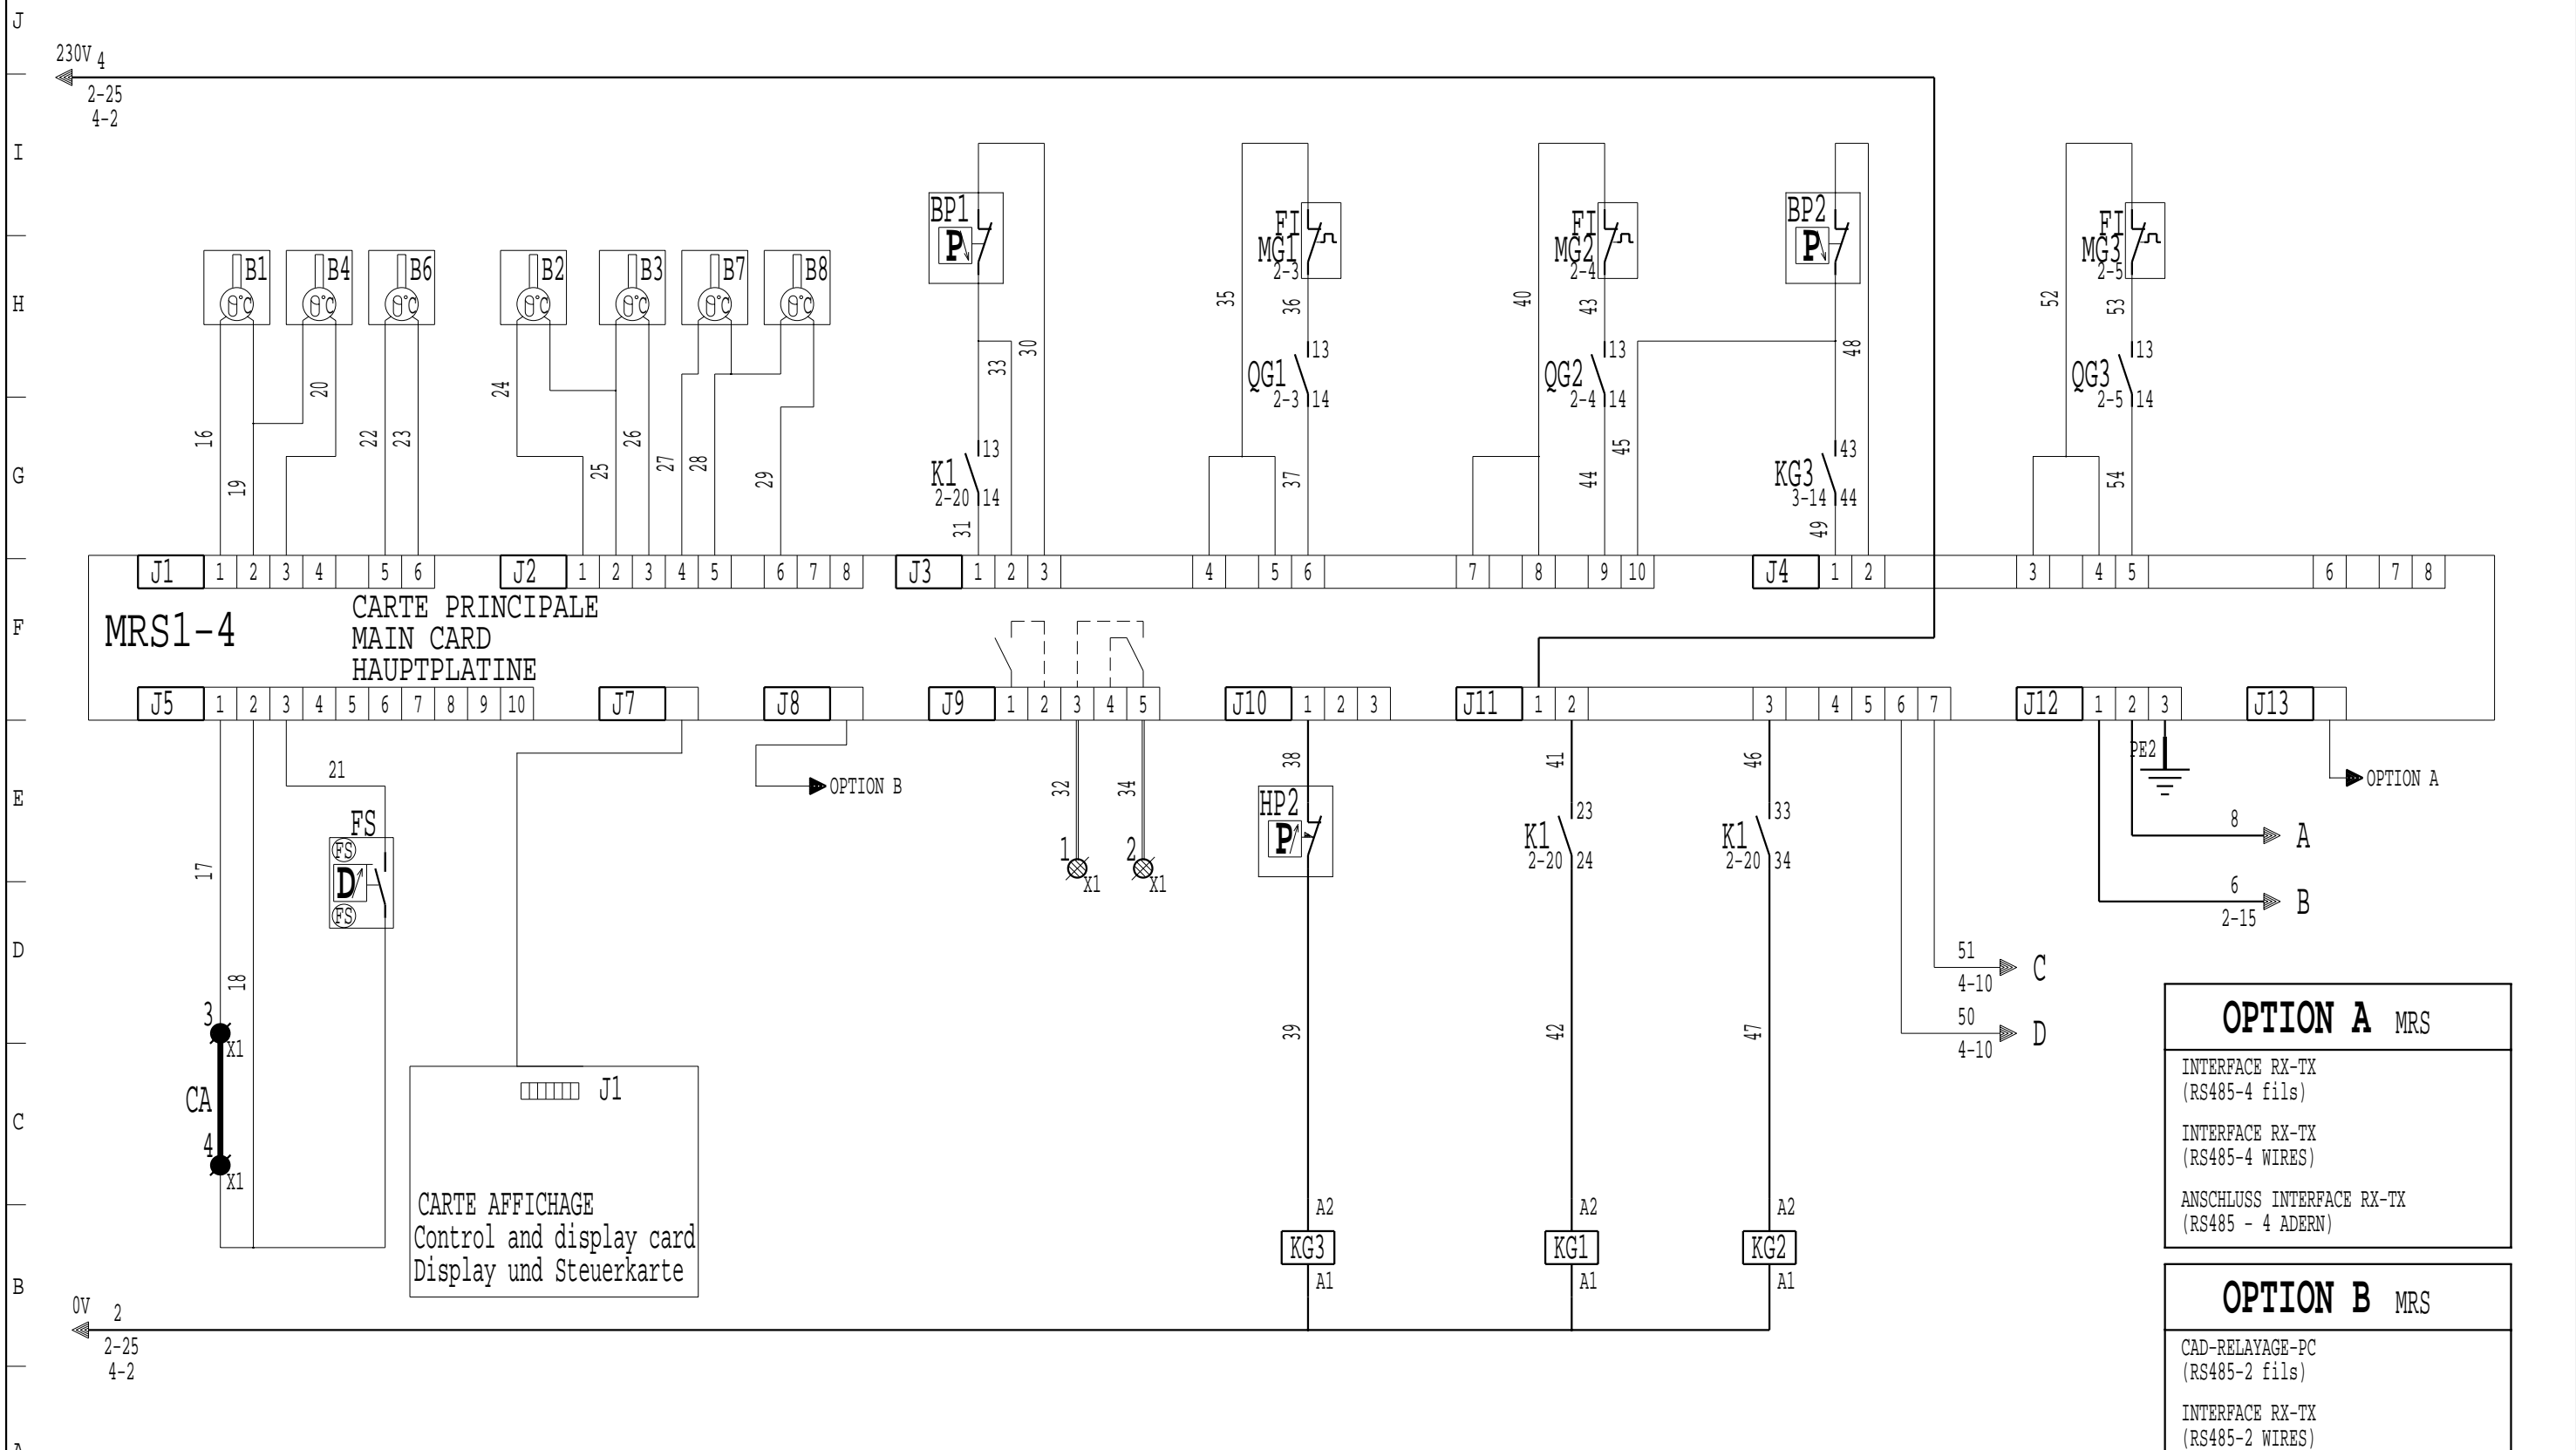 J
230V 4
2-25
4-2
I
BP1
P
FI
MG1
2-3
FI
MG2
2-4
BP2
P
FI
MG3
2-5
H
B1
B4
B6
B2
B3
B7
B8
θ°C
θ°C
θ°C
θ°C
θ°C
θ°C
θ°C
35
36
40
43
52
53
33
30
48
13
QG1
2-3 14
13
QG2
2-4 14
13
QG3
2-5 14
16
19
20
22
23
24
25
26
27
28
29
G
13
K1
2-20 14
31
37
44
45
43
KG3
3-14 44
49
54
J1 1 2 3 4 5 6
J2 1 2 3 4 5 6 7 8
J3 1 2 3 4 5 6 7 8 9 10
J4 1 2 3 4 5 6 7 8
F
MRS1-4
CARTE PRINCIPALE
MAIN CARD
HAUPTPLATINE
J5 1 2 3 4 5 6 7 8 9 10
J7
J8
J9 1 2 3 4 5
J10 1 2 3
J11 1 2 3 4 5 6 7
J12 1 2 3
J13
E
21
OPTION B
32
34
38
41
46
PE2
OPTION A
FS
FS
D
FS
17
1
X1
2
X1
HP2
P
23
K1
2-20 24
33
K1
2-20 34
8
A
6
B
2-15
D
18
51
C
4-10
50
D
4-10
3
X1
CA
4
X1
39
42
47
C
J1
CARTE AFFICHAGE
Control and display card
Display und Steuerkarte
A2
KG3
A1
A2
KG1
A1
A2
KG2
A1
B
0V 2
2-25
4-2
OPTION A MRS
INTERFACE RX-TX
(RS485-4 fils)
INTERFACE RX-TX
(RS485-4 WIRES)
ANSCHLUSS INTERFACE RX-TX
(RS485 - 4 ADERN)
OPTION B MRS
CAD-RELAYAGE-PC
(RS485-2 fils)
INTERFACE RX-TX
(RS485-2 WIRES)